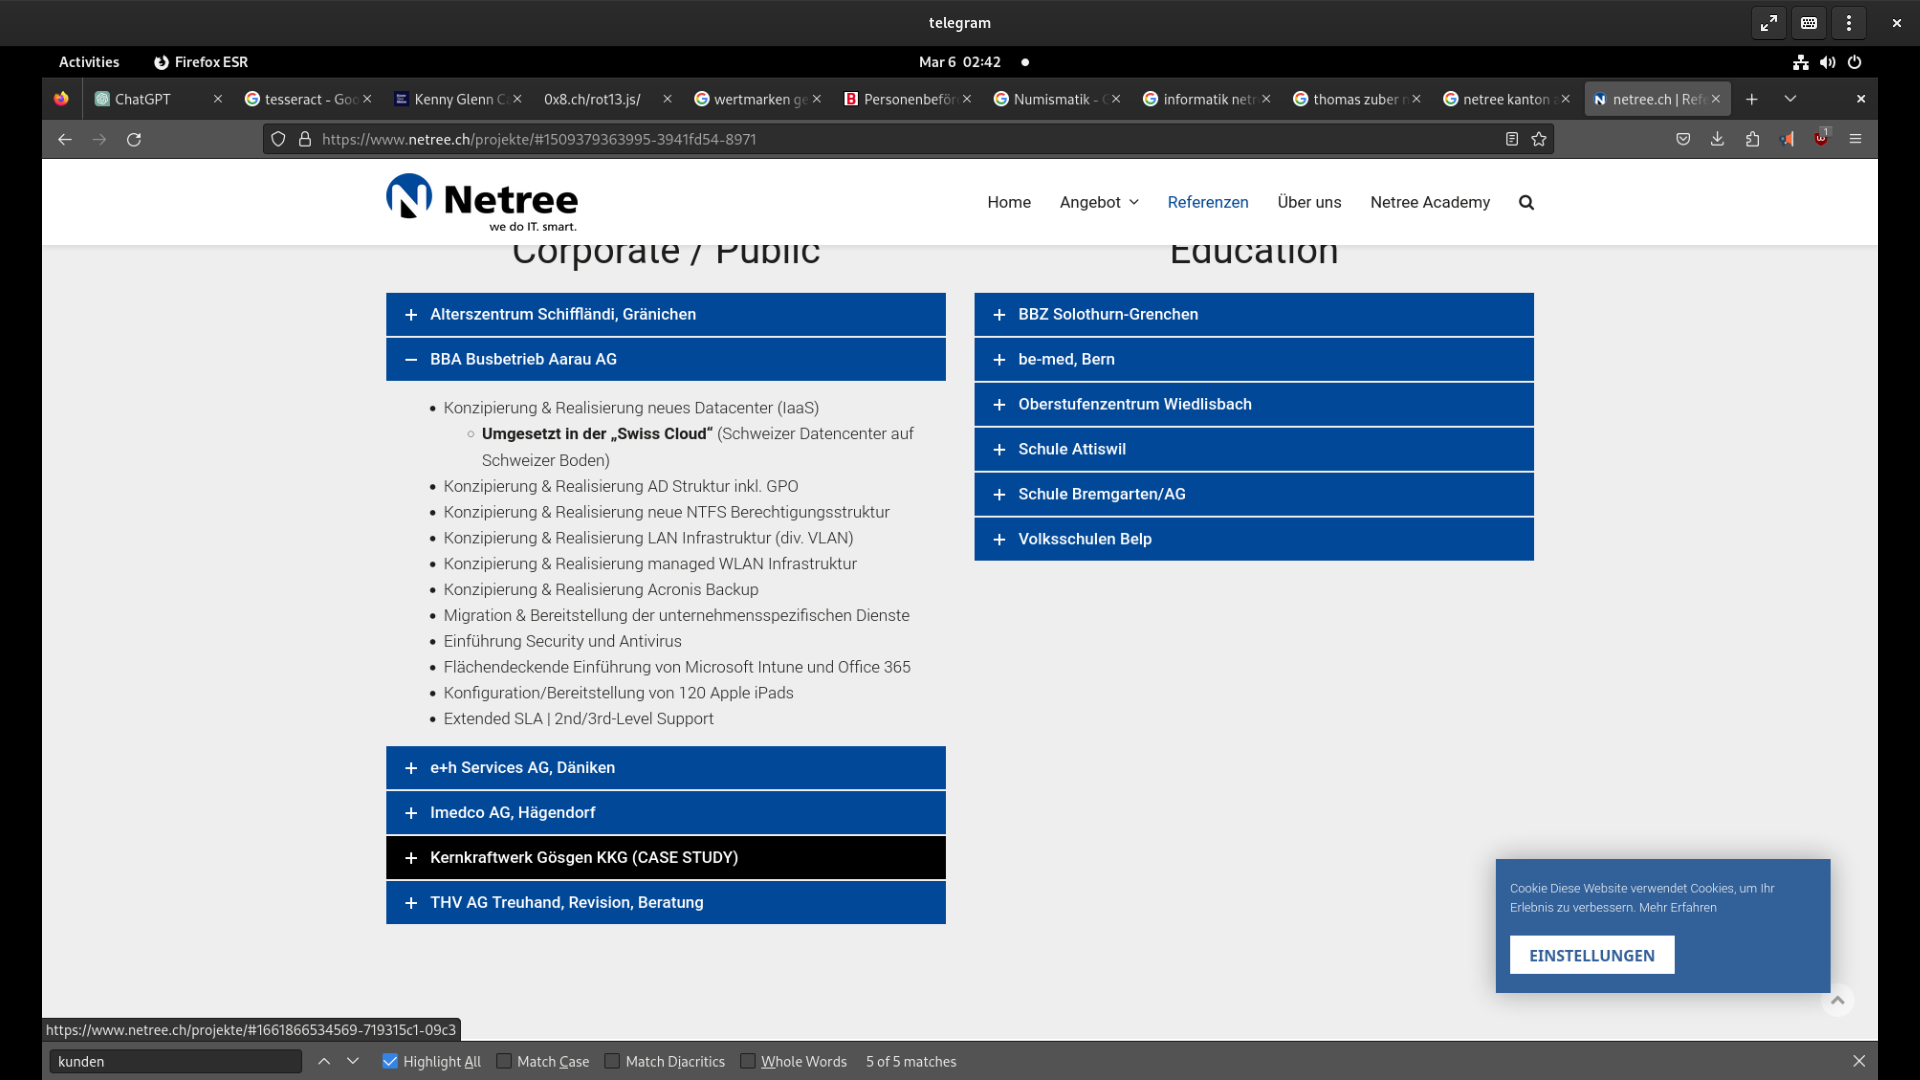 telegram
Activities Firefox ESR Mar 6 02:42
ChatGPT tesseract - Goo Kenny Glenn C 0x8.ch/rot13.js/ wertmarken ge Personenbeför Numismatik - informatik netr thomas zuber netree kanton netree.ch | Refe
https://www.netree.ch/projekte/#1509379363995-3941fd54-8971
1
Netree
we do IT. smart.
Home Angebot Referenzen Über uns Netree Academy
Corporate / Public
Education
Alterszentrum Schiffländi, Gränichen
BBA Busbetrieb Aarau AG
Konzipierung & Realisierung neues Datacenter (IaaS)
Umgesetzt in der „Swiss Cloud“ (Schweizer Datencenter auf
Schweizer Boden)
Konzipierung & Realisierung AD Struktur inkl. GPO
Konzipierung & Realisierung neue NTFS Berechtigungsstruktur
Konzipierung & Realisierung LAN Infrastruktur (div. VLAN)
Konzipierung & Realisierung managed WLAN Infrastruktur
Konzipierung & Realisierung Acronis Backup
Migration & Bereitstellung der unternehmensspezifischen Dienste
Einführung Security und Antivirus
Flächendeckende Einführung von Microsoft Intune und Office 365
Konfiguration/Bereitstellung von 120 Apple iPads
Extended SLA | 2nd/3rd-Level Support
e+h Services AG, Däniken
Imedco AG, Hägendorf
Kernkraftwerk Gösgen KKG (CASE STUDY)
THV AG Treuhand, Revision, Beratung
BBZ Solothurn-Grenchen
be-med, Bern
Oberstufenzentrum Wiedlisbach
Schule Attiswil
Schule Bremgarten/AG
Volksschulen Belp
Cookie Diese Website verwendet Cookies, um Ihr
Erlebnis zu verbessern. Mehr Erfahren
EINSTELLUNGEN
https://www.netree.ch/projekte/#1661866534569-719315c1-09c3
kunden Highlight All Match Case Match Diacritics Whole Words 5 of 5 matches